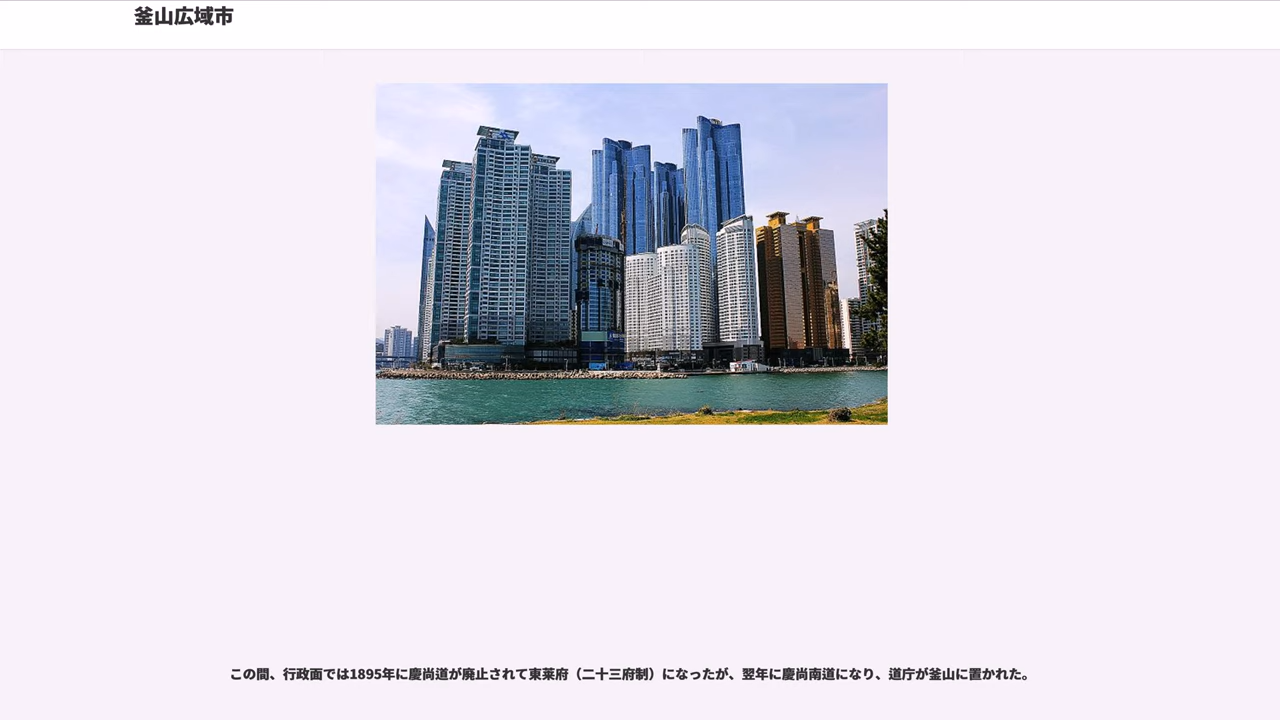 釜山広域市
この間、行政面では1895年に慶尚道が廃止されて東莱府（二十三府制）になったが、翌年に慶尚南道になり、道庁が釜山に置かれた。